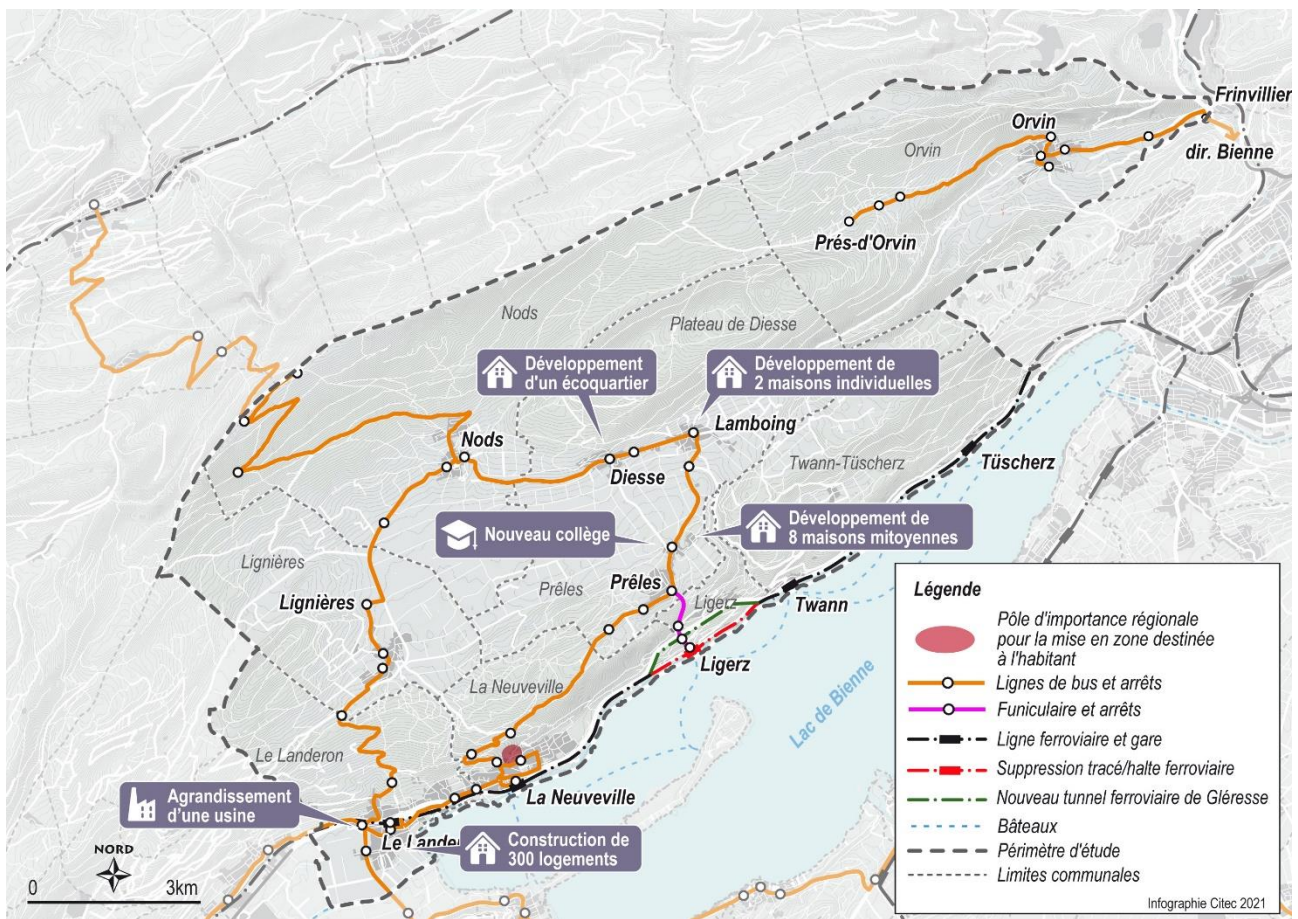 Frinvillier
Orvin
Orvin
dir. Bienne
Prés-d'Orvin
Nods
Plateau de Diesse
Développement
d'un écoquartier
Développement de
2 maisons individuelles
Lamboing
Nods
Diesse
Twann-Tüscherz
Tüscherz
Nouveau collège
Développement de
8 maisons mitoyennes
Lignières
Prêles
Prêles
Lignières
Ligerz
Twann
Ligerz
La Neuveville
Lac de Bienne
Le Landeron
La Neuveville
Agrandissement
d'une usine
Le Lander
Construction de
300 logements
NORD
0 3km
Légende
Pôle d'importance régionale
pour la mise en zone destinée
à l'habitant
Lignes de bus et arrêts
Funiculaire et arrêts
Ligne ferroviaire et gare
Suppression tracé/halte ferroviaire
Nouveau tunnel ferroviaire de Gléresse
Bâteaux
Périmètre d'étude
Limites communales
Infographie Citec 2021